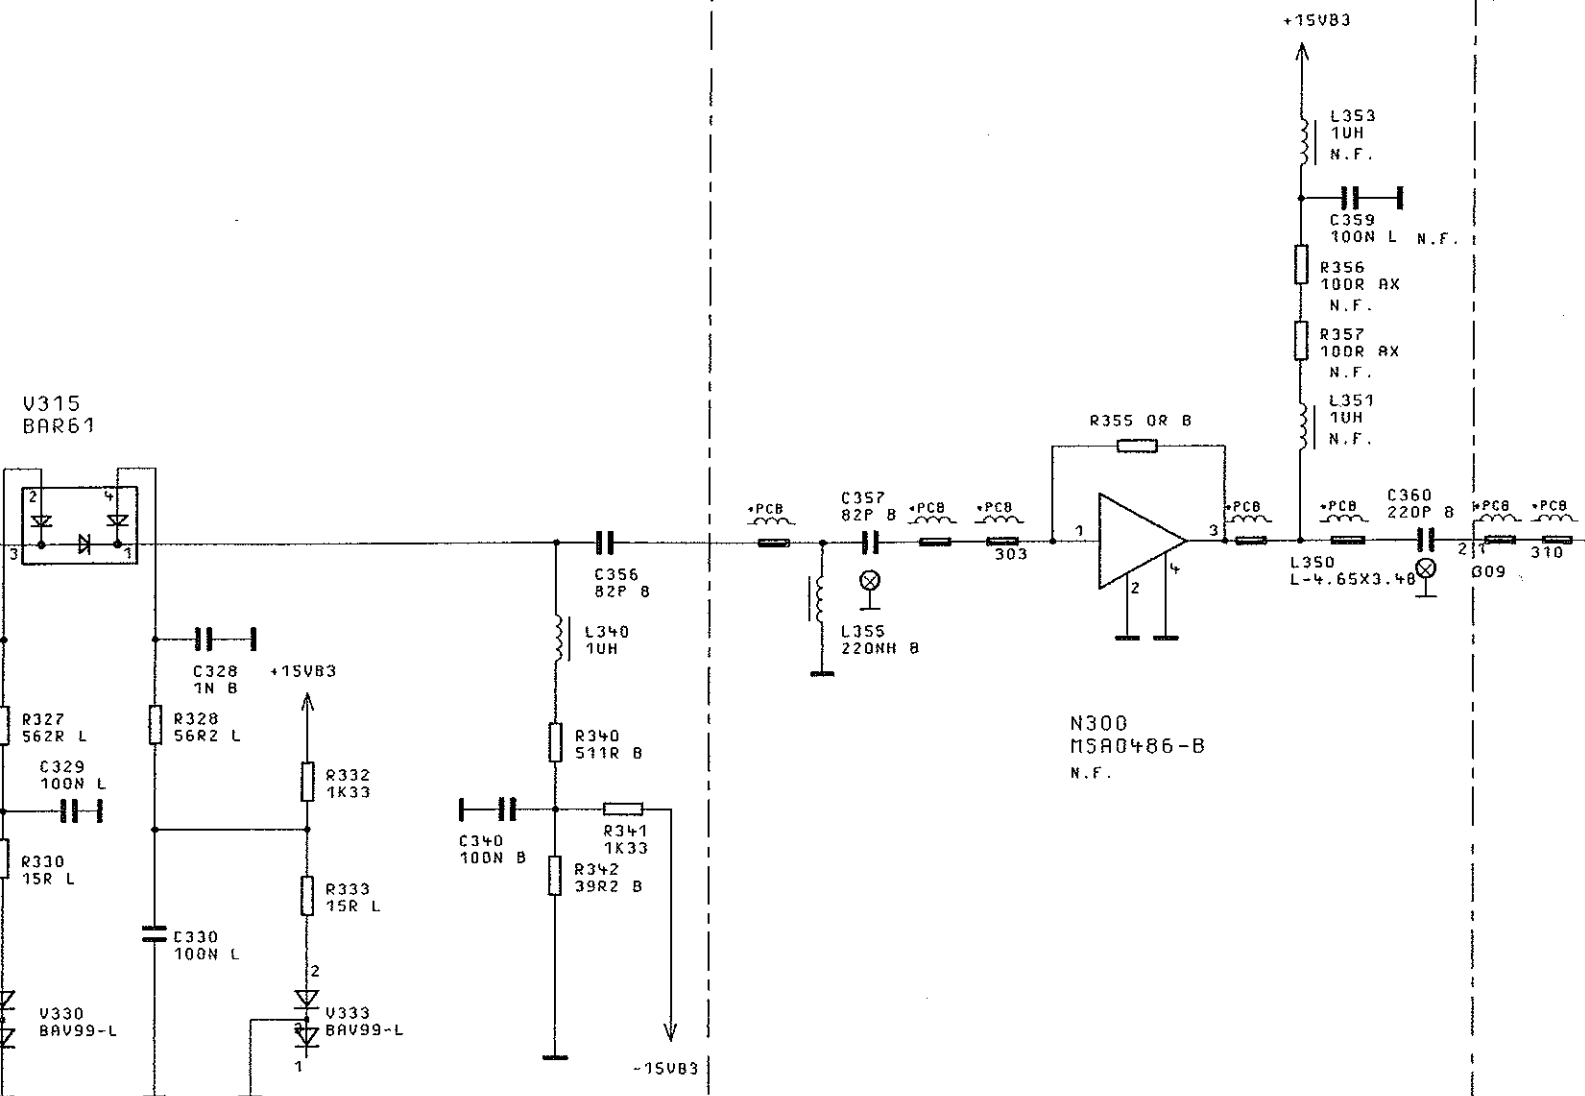 +15VB3
L353
1UH
N.F.
C359
100N L N.F.
R356
100R AX
N.F.
R357
100R AX
N.F.
L351
1UH
N.F.
V315
BAR61
2
4
3
1
R355 0R B
*PCB
C357
82P B
*PCB
*PCB
303
1
3
2
4
*PCB
*PCB
C360
220P B
*PCB
*PCB
2
1
309
310
L350
L-4.65X3.4B
C356
82P B
L340
1UH
L355
220NH B
C328
1N B
+15VB3
R327
562R L
R328
56R2 L
C329
100N L
R332
1K33
R340
511R B
N300
MSA0486-B
N.F.
C340
100N B
R341
1K33
R330
15R L
R342
39R2 B
R333
15R L
C330
100N L
2
V330
BAV99-L
V333
BAV99-L
1
-15VB3